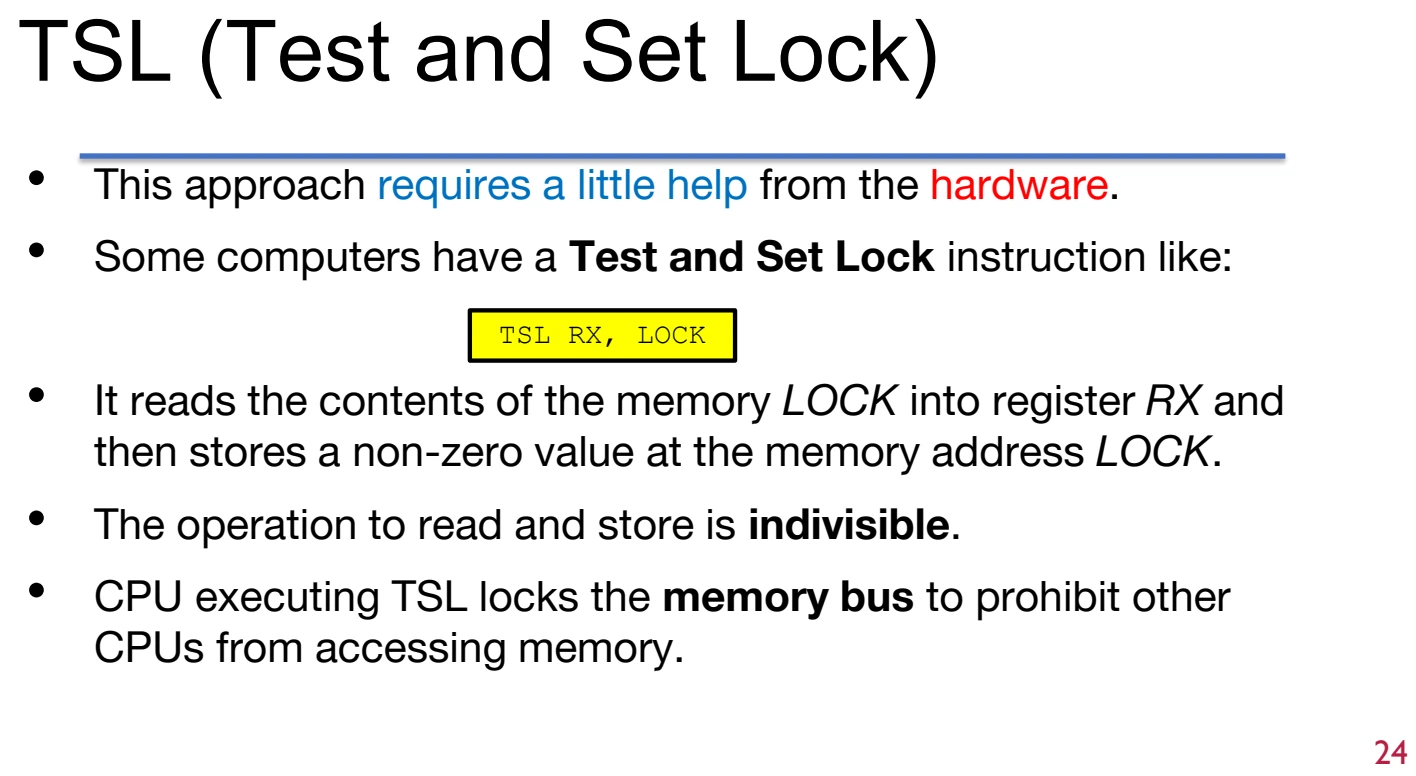 TSL (Test and Set Lock)
• This approach requires a little help from the hardware.
• Some computers have a Test and Set Lock instruction like:
TSL RX, LOCK
• It reads the contents of the memory LOCK into register RX and
then stores a non-zero value at the memory address LOCK.
• The operation to read and store is indivisible.
• CPU executing TSL locks the memory bus to prohibit other
CPUs from accessing memory.
24